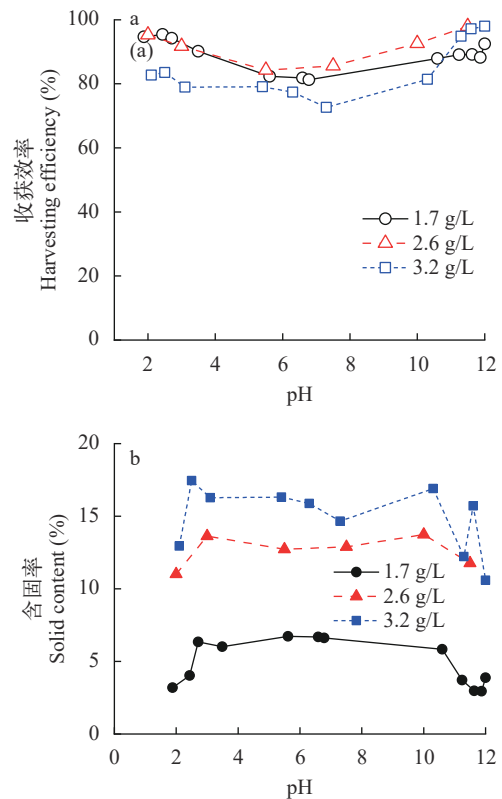 a
(a)
100
80
60
40
20
0
收获效率
Harvesting efficiency (%)
1.7 g/L
2.6 g/L
3.2 g/L
2 4 6 8 10 12
pH
b
20
15
10
5
0
含固率
Solid content (%)
1.7 g/L
2.6 g/L
3.2 g/L
0 2 4 6 8 10 12
pH